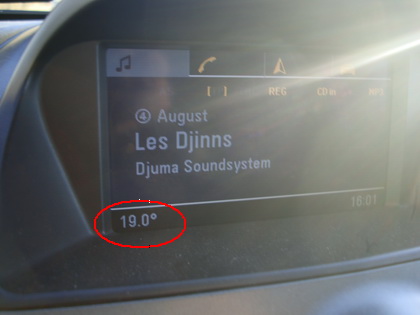 REG CD in MP3
④ August
Les Djinns
Djuma Soundsystem
19.0° 16:01